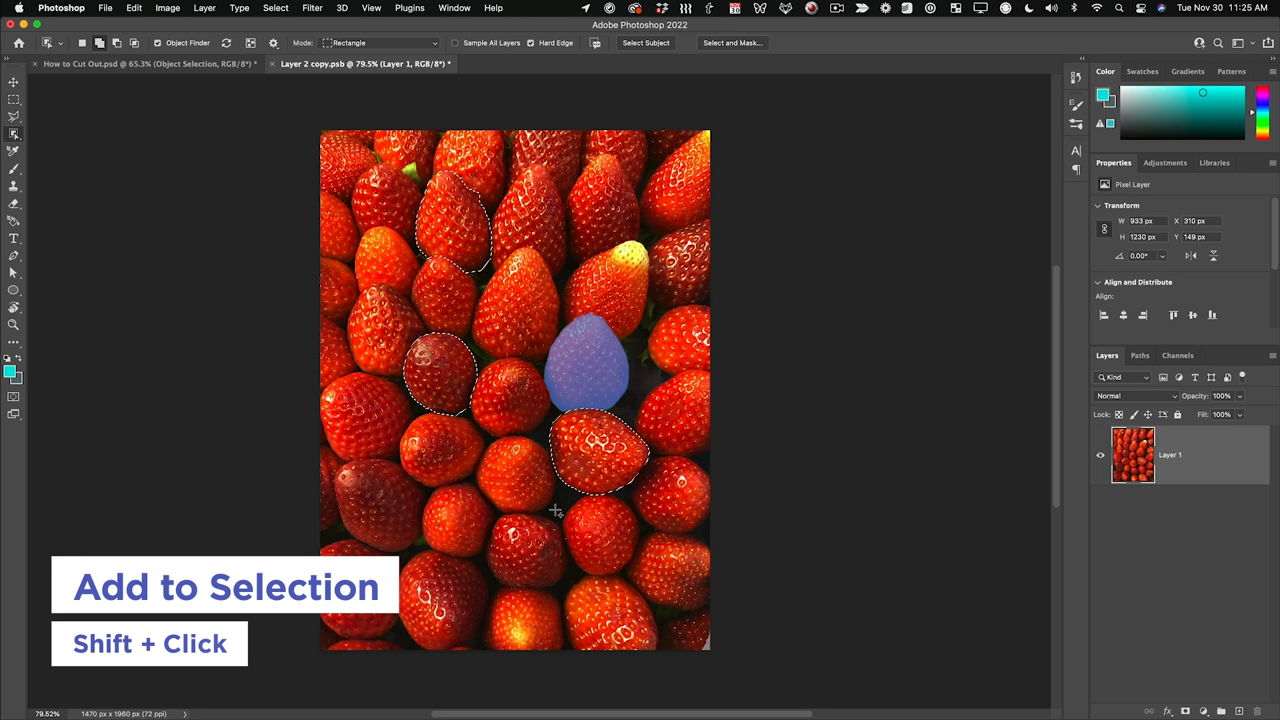 Photoshop File Edit Image Layer Type Select Filter 3D View Plugins Window Help Tue Nov 30 11:25 AM
Adobe Photoshop 2022
Object Finder Mode: Rectangle Sample All Layers Hard Edge Select Subject Select and Mask...
How to Cut Out.psd @ 65.3% (Object Selection, RGB/8*) * Layer 2 copy.psb @ 79.5% (Layer 1, RGB/8*) *
Color Swatches Gradients Patterns
Properties Adjustments Libraries
Pixel Layer
Transform
W 933 px X 310 px
H 1230 px Y 149 px
0.00°
Align and Distribute
Align:
Layers Paths Channels
Kind
Normal Opacity: 100%
Lock: Fill: 100%
Layer 1
Add to Selection
Shift + Click
79.52% 1470 px x 1960 px (72 ppi)